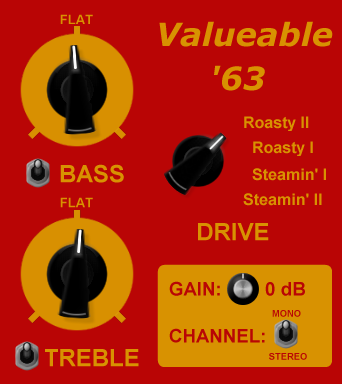 FLAT
Valueable
'63
BASS
Roasty II
Roasty I
Steamin' I
Steamin' II
DRIVE
FLAT
TREBLE
GAIN: 0 dB
CHANNEL:
MONO
STEREO